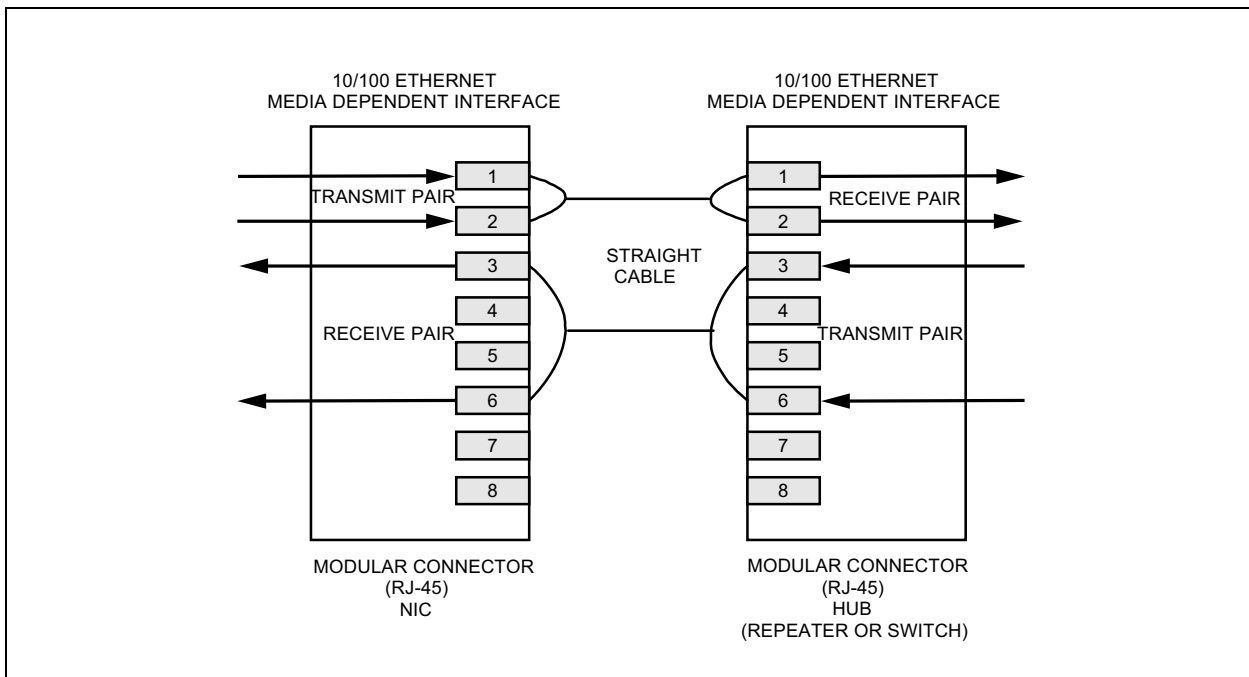 10/100 ETHERNET
MEDIA DEPENDENT INTERFACE
10/100 ETHERNET
MEDIA DEPENDENT INTERFACE
1
TRANSMIT PAIR
2
3
4
RECEIVE PAIR
5
6
7
8
STRAIGHT
CABLE
1
RECEIVE PAIR
2
3
4
TRANSMIT PAIR
5
6
7
8
MODULAR CONNECTOR
(RJ-45)
NIC
MODULAR CONNECTOR
(RJ-45)
HUB
(REPEATER OR SWITCH)